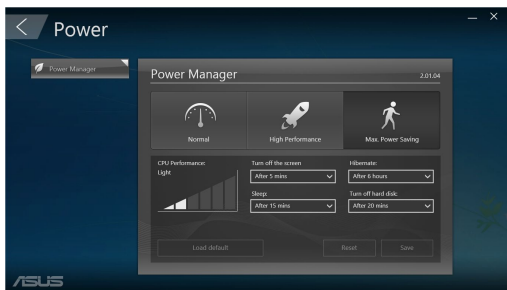 Power
Power Manager
Power Manager
2.01.04
Normal
High Performance
Max. Power Saving
CPU Performance:
Light
Turn off the screen
After 5 mins
Hibernate:
After 6 hours
Sleep:
After 15 mins
Turn off hard disk:
After 20 mins
Load default
Reset
Save
ASUS